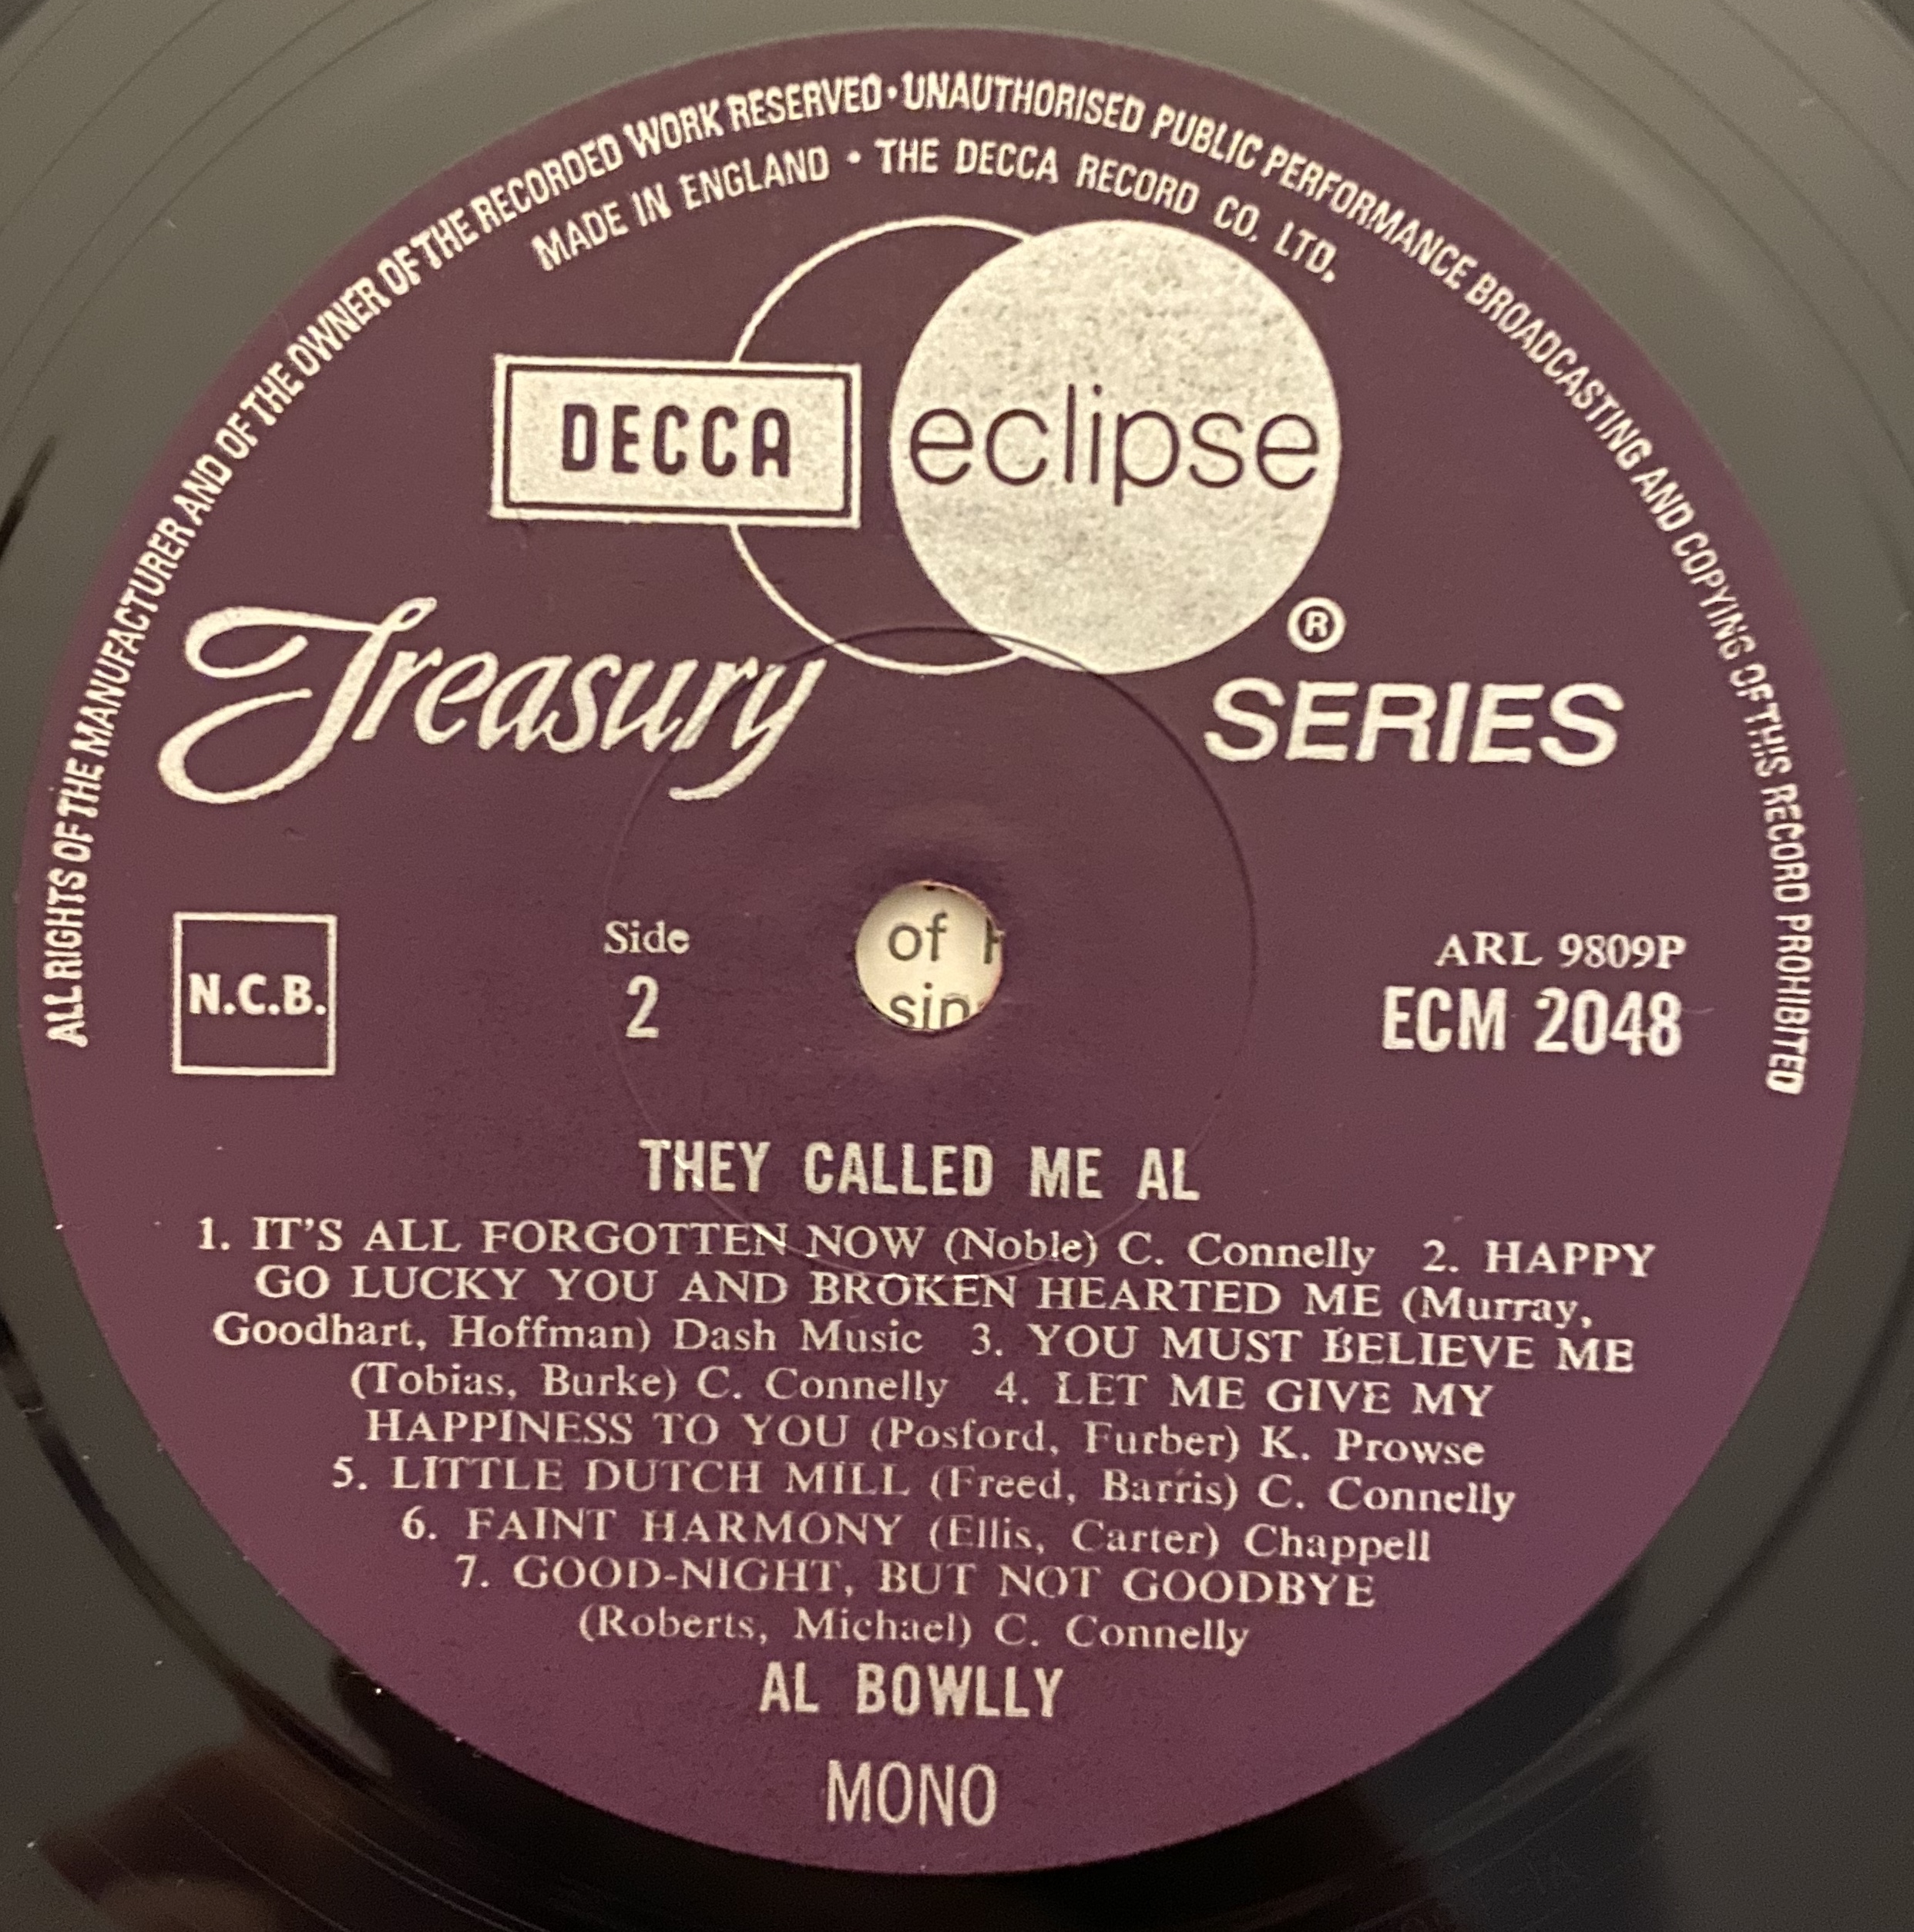 ALL RIGHTS OF THE MANUFACTURER AND OF THE OWNER OF THE RECORDED WORK RESERVED • UNAUTHORISED PUBLIC PERFORMANCE BROADCASTING AND COPYING OF THIS RECORD PROHIBITED
MADE IN ENGLAND • THE DECCA RECORD CO. LTD.
DECCA eclipse ®
Treasury SERIES
N.C.B.
Side
2
of
ARL 9809P
ECM 2048
THEY CALLED ME AL
1. IT'S ALL FORGOTTEN NOW (Noble) C. Connelly 2. HAPPY
GO LUCKY YOU AND BROKEN HEARTED ME (Murray,
Goodhart, Hoffman) Dash Music 3. YOU MUST BELIEVE ME
(Tobias, Burke) C. Connelly 4. LET ME GIVE MY
HAPPINESS TO YOU (Posford, Furber) K. Prowse
5. LITTLE DUTCH MILL (Freed, Barris) C. Connelly
6. FAINT HARMONY (Ellis, Carter) Chappell
7. GOOD-NIGHT, BUT NOT GOODBYE
(Roberts, Michael) C. Connelly
AL BOWLLY
MONO